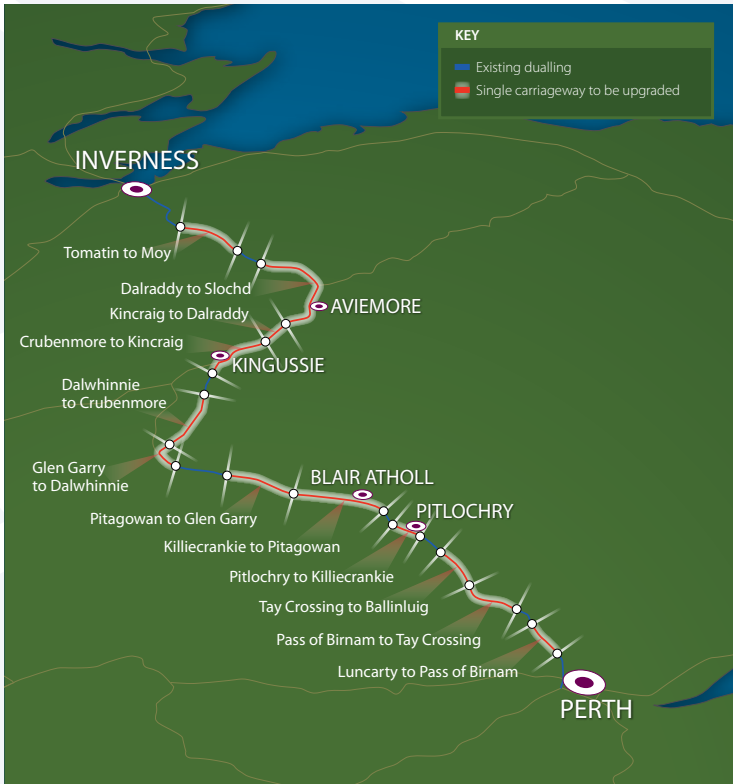 KEY
Existing dualling
Single carriageway to be upgraded
INVERNESS
Tomatin to Moy
Dalraddy to Slochd
AVIEMORE
Kincraig to Dalraddy
Crubenmore to Kincraig
KINGUSSIE
Dalwhinnie
to Crubenmore
Glen Garry
to Dalwhinnie
BLAIR ATHOLL
Pitagowan to Glen Garry
PITLOCHRY
Killiecrankie to Pitagowan
Pitlochry to Killiecrankie
Tay Crossing to Ballinluig
Pass of Birnam to Tay Crossing
Luncarty to Pass of Birnam
PERTH